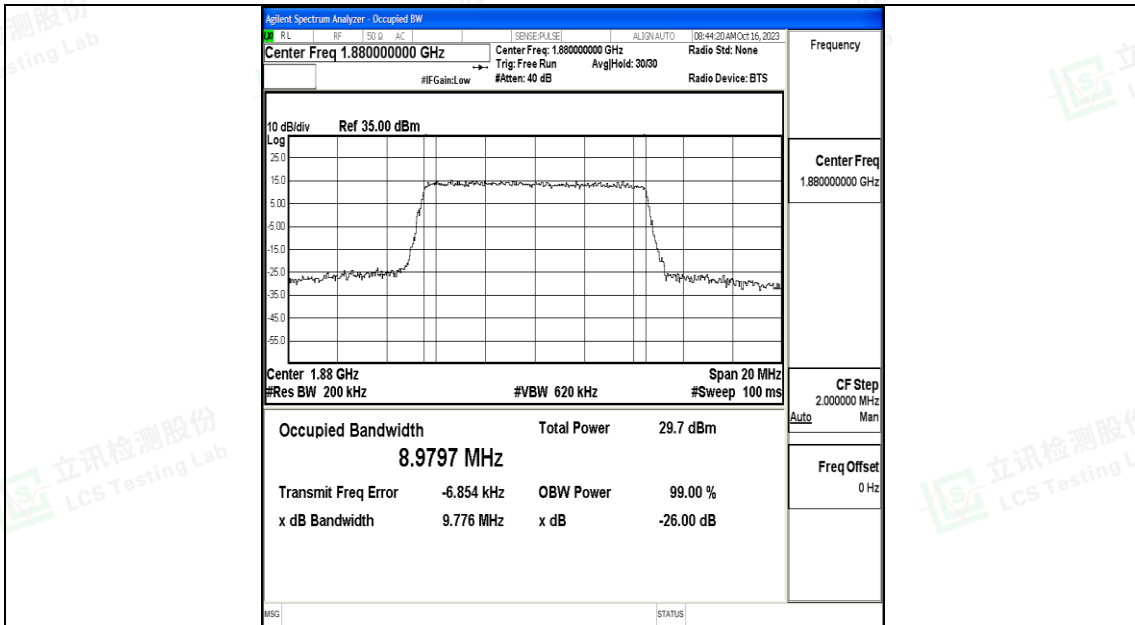 Agilent Spectrum Analyzer - Occupied BW
RL RF 50 Ω AC SENSE:PULSE ALIGN AUTO 08:44:20 AM Oct 16, 2023
Center Freq 1.880000000 GHz
Center Freq: 1.880000000 GHz
Radio Std: None
Trig: Free Run Avg|Hold: 30/30
#IFGain:Low #Atten: 40 dB Radio Device: BTS
Frequency
10 dB/div Ref 35.00 dBm
Log
25.0
15.0
5.00
-5.00
-15.0
-25.0
-35.0
-45.0
-55.0
Center 1.88 GHz Span 20 MHz
#Res BW 200 kHz #VBW 620 kHz #Sweep 100 ms
Occupied Bandwidth Total Power 29.7 dBm
8.9797 MHz
Transmit Freq Error -6.854 kHz OBW Power 99.00 %
x dB Bandwidth 9.776 MHz x dB -26.00 dB
Center Freq
1.880000000 GHz
CF Step
2.000000 MHz
Auto Man
Freq Offset
0 Hz
MSG STATUS
测股份
sting Lab
立讯检测股份
LCS Testing Lab
立讯检测股份
LCS Testing L
立